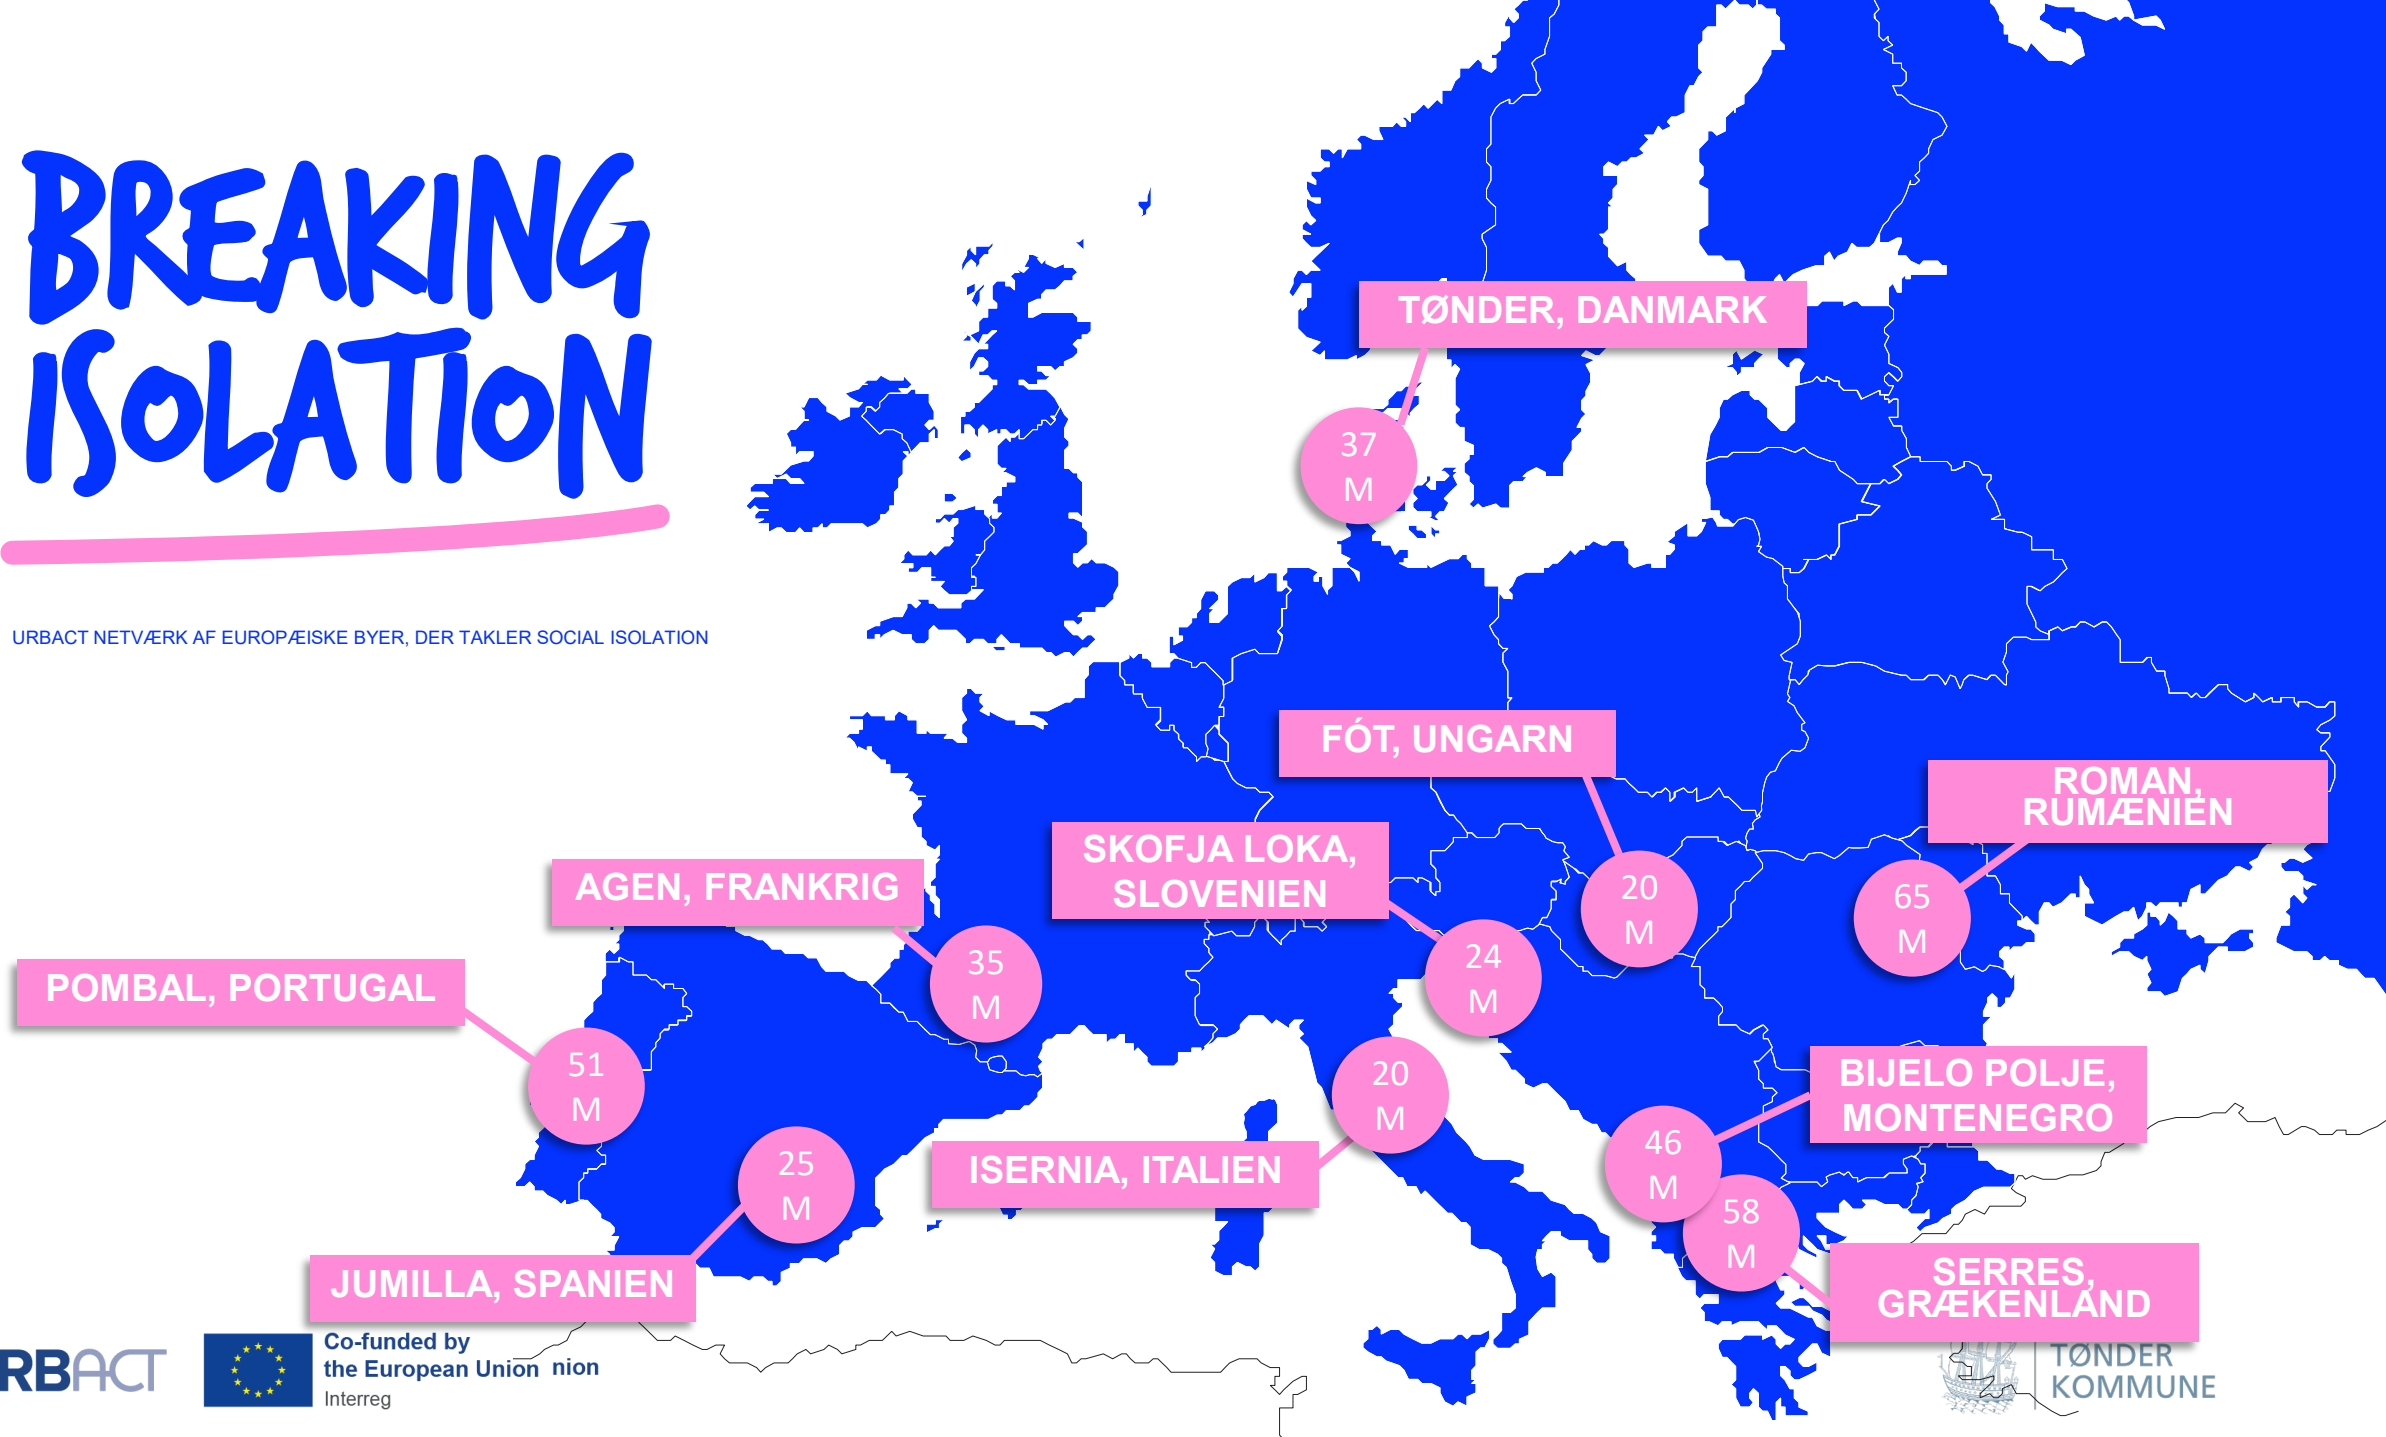 BREAKING
ISOLATION
URBACT NETVÆRK AF EUROPÆISKE BYER, DER TAKLER SOCIAL ISOLATION
TØNDER, DANMARK
37
M
FÓT, UNGARN
20
M
ROMAN,
RUMÆNIEN
65
M
SKOFJA LOKA,
SLOVENIEN
24
M
AGEN, FRANKRIG
35
M
POMBAL, PORTUGAL
51
M
BIJELO POLJE,
MONTENEGRO
46
M
ISERNIA, ITALIEN
20
M
JUMILLA, SPANIEN
25
M
SERRES,
GRÆKENLAND
58
M
RBACT
Co-funded by
the European Union nion
Interreg
TØNDER
KOMMUNE